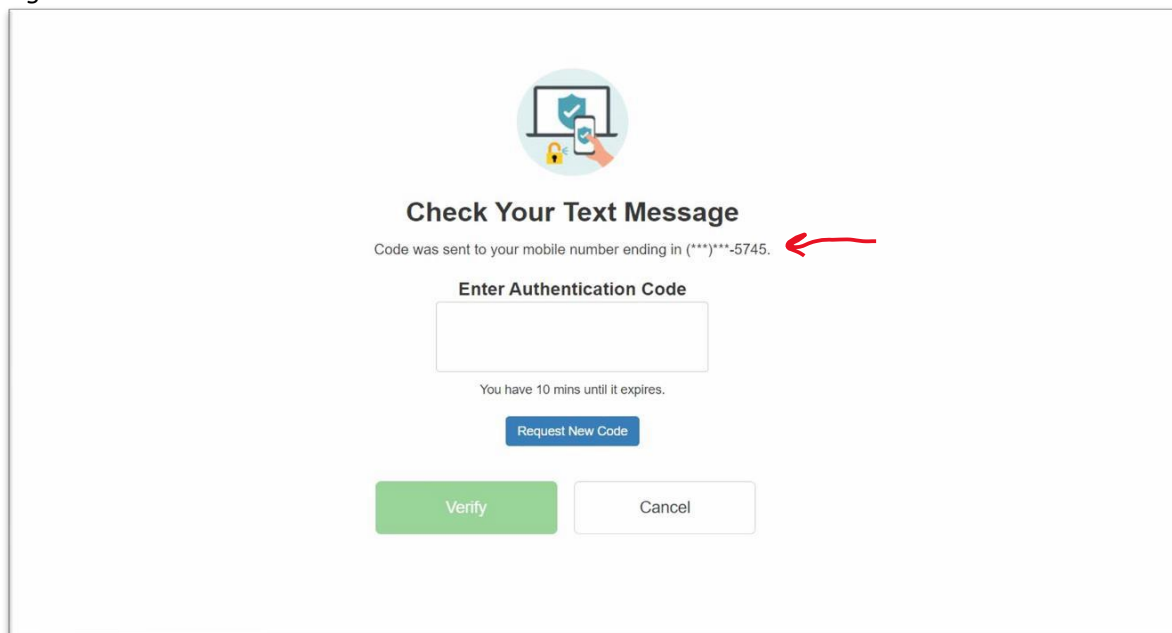 Check Your Text Message
Code was sent to your mobile number ending in (***)***-5745.
Enter Authentication Code
You have 10 mins until it expires.
Request New Code
Verify
Cancel